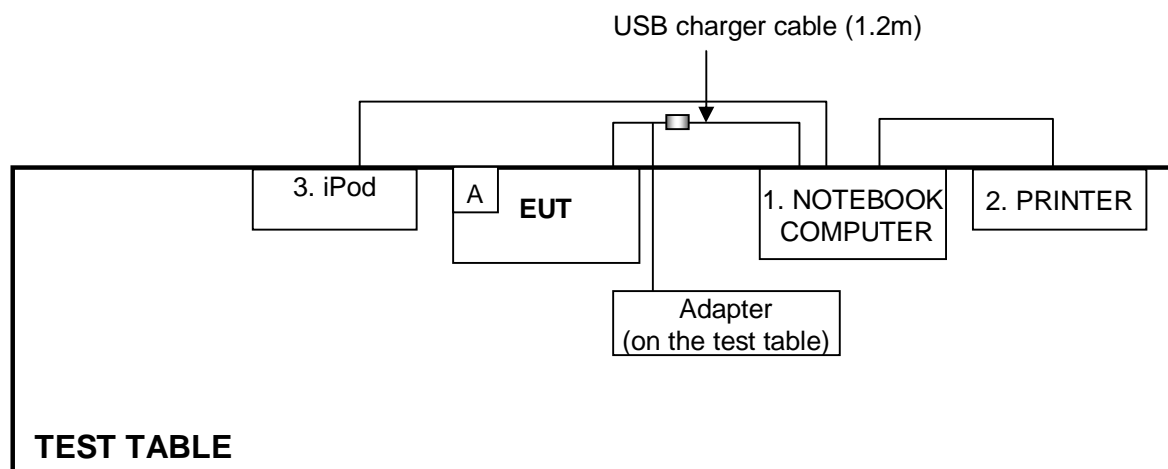 USB charger cable (1.2m)
3. iPod
A
EUT
1. NOTEBOOK
COMPUTER
2. PRINTER
Adapter
(on the test table)
TEST TABLE